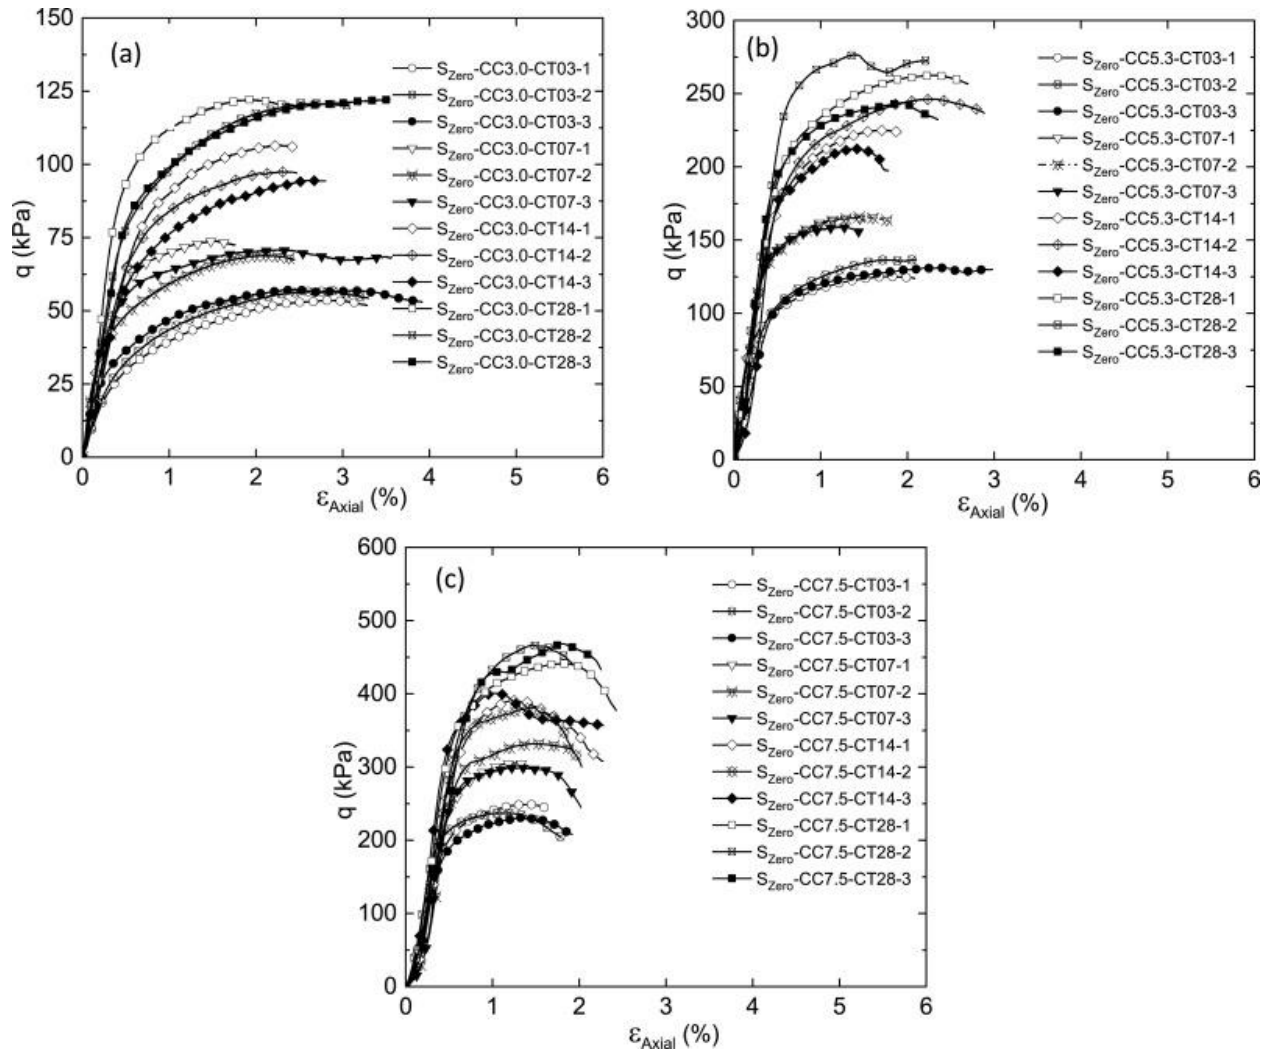 (a)
q (kPa)
150
125
100
75
50
25
0
0 1 2 3 4 5 6
εAxial (%)
SZero-CC3.0-CT03-1
SZero-CC3.0-CT03-2
SZero-CC3.0-CT03-3
SZero-CC3.0-CT07-1
SZero-CC3.0-CT07-2
SZero-CC3.0-CT07-3
SZero-CC3.0-CT14-1
SZero-CC3.0-CT14-2
SZero-CC3.0-CT14-3
SZero-CC3.0-CT28-1
SZero-CC3.0-CT28-2
SZero-CC3.0-CT28-3
(b)
q (kPa)
300
250
200
150
100
50
0
0 1 2 3 4 5 6
εAxial (%)
SZero-CC5.3-CT03-1
SZero-CC5.3-CT03-2
SZero-CC5.3-CT03-3
SZero-CC5.3-CT07-1
SZero-CC5.3-CT07-2
SZero-CC5.3-CT07-3
SZero-CC5.3-CT14-1
SZero-CC5.3-CT14-2
SZero-CC5.3-CT14-3
SZero-CC5.3-CT28-1
SZero-CC5.3-CT28-2
SZero-CC5.3-CT28-3
(c)
q (kPa)
600
500
400
300
200
100
0
0 1 2 3 4 5 6
εAxial (%)
SZero-CC7.5-CT03-1
SZero-CC7.5-CT03-2
SZero-CC7.5-CT03-3
SZero-CC7.5-CT07-1
SZero-CC7.5-CT07-2
SZero-CC7.5-CT07-3
SZero-CC7.5-CT14-1
SZero-CC7.5-CT14-2
SZero-CC7.5-CT14-3
SZero-CC7.5-CT28-1
SZero-CC7.5-CT28-2
SZero-CC7.5-CT28-3